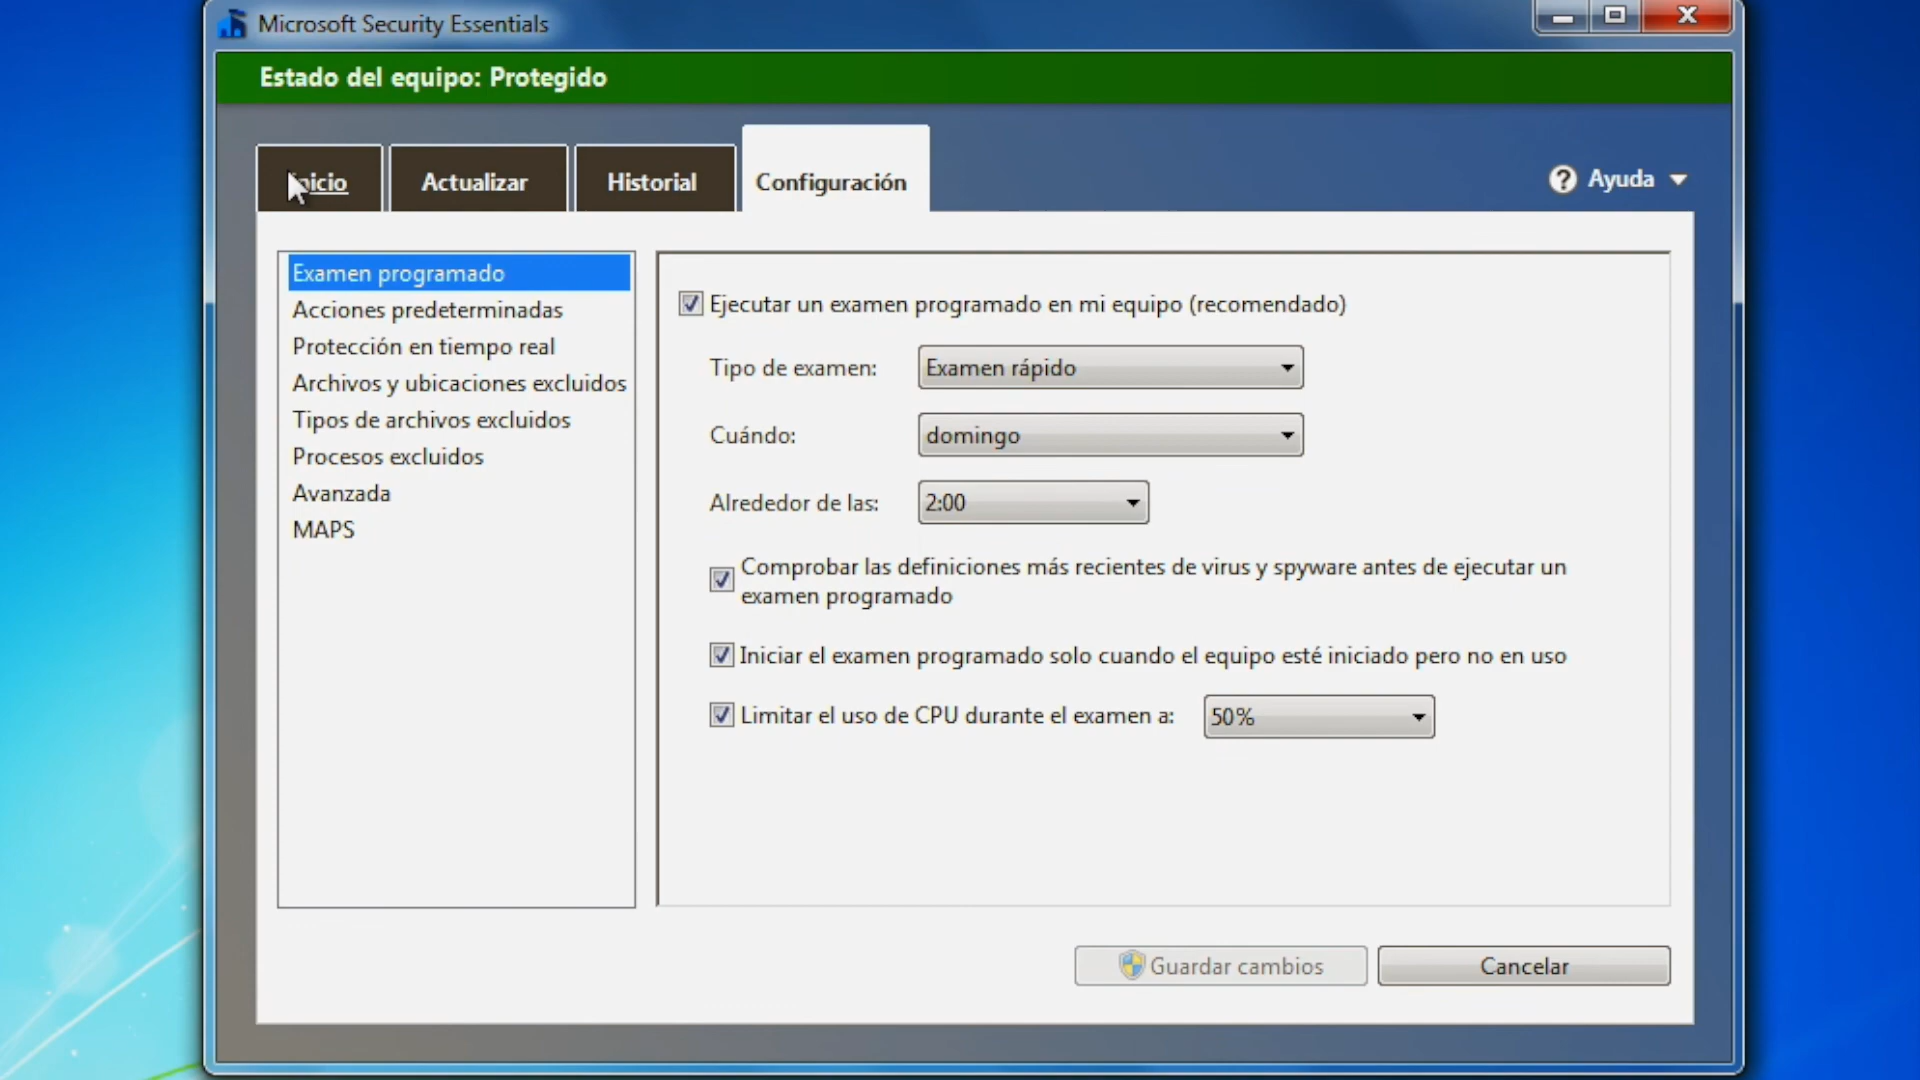 Microsoft Security Essentials
Estado del equipo: Protegido
Inicio
Actualizar
Historial
Configuración
Ayuda
Examen programado
Acciones predeterminadas
Protección en tiempo real
Archivos y ubicaciones excluidos
Tipos de archivos excluidos
Procesos excluidos
Avanzada
MAPS
Ejecutar un examen programado en mi equipo (recomendado)
Tipo de examen: Examen rápido
Cuándo: domingo
Alrededor de las: 2:00
Comprobar las definiciones más recientes de virus y spyware antes de ejecutar un
examen programado
Iniciar el examen programado solo cuando el equipo esté iniciado pero no en uso
Limitar el uso de CPU durante el examen a: 50%
Guardar cambios
Cancelar